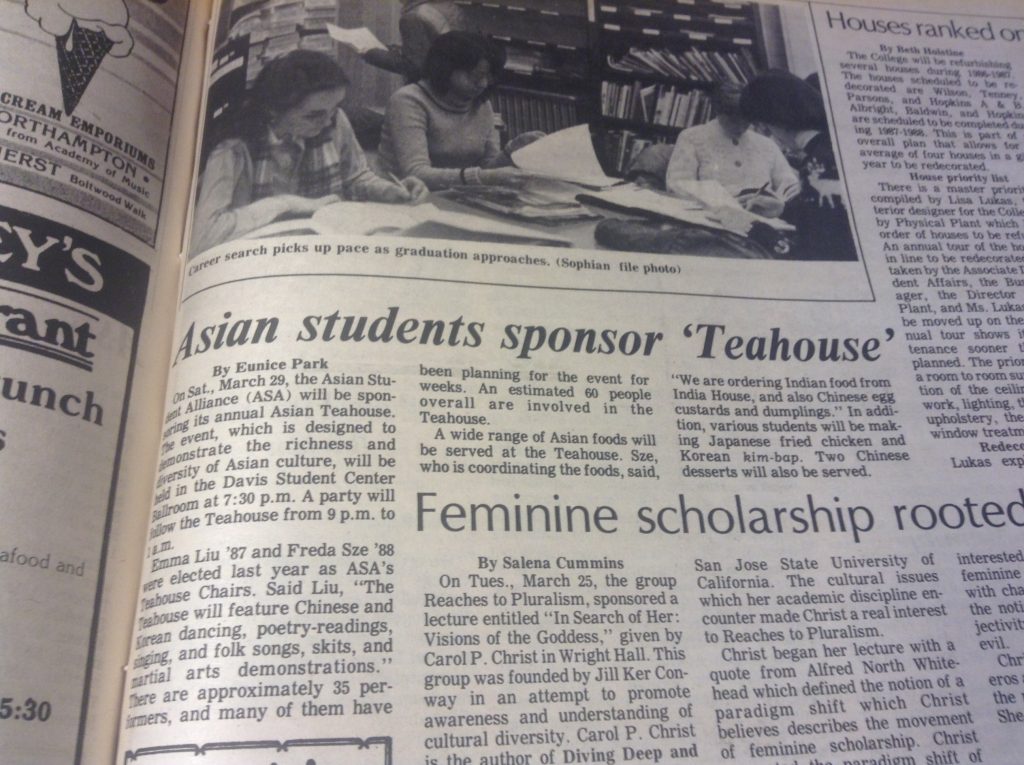 CREAM EMPORIUMS
ORTHAMPTON •
from Academy of Music
HERST Boltwood Walk
EY'S
rant
unch
s
afood and
5:30
Career search picks up pace as graduation approaches. (Sophian file photo)
Asian students sponsor 'Teahouse'
By Eunice Park
On Sat., March 29, the Asian Stu-
ent Alliance (ASA) will be spon-
soring its annual Asian Teahouse.
The event, which is designed to
demonstrate the richness and
diversity of Asian culture, will be
held in the Davis Student Center
Ballroom at 7:30 p.m. A party will
follow the Teahouse from 9 p.m. to
1 a.m.
Emma Liu '87 and Freda Sze '88
were elected last year as ASA's
Teahouse Chairs. Said Liu, "The
Teahouse will feature Chinese and
Korean dancing, poetry-readings,
singing, and folk songs, skits, and
martial arts demonstrations."
There are approximately 35 per-
formers, and many of them have
been planning for the event for
weeks. An estimated 60 people
overall are involved in the
Teahouse.
A wide range of Asian foods will
be served at the Teahouse. Sze,
who is coordinating the foods, said,
"We are ordering Indian food from
India House, and also Chinese egg
custards and dumplings." In addi-
tion, various students will be mak-
ing Japanese fried chicken and
Korean kim-bap. Two Chinese
desserts will also be served.
Feminine scholarship rooted
By Salena Cummins
On Tues., March 25, the group
Reaches to Pluralism, sponsored a
lecture entitled "In Search of Her:
Visions of the Goddess," given by
Carol P. Christ in Wright Hall. This
group was founded by Jill Ker Con-
way in an attempt to promote
awareness and understanding of
cultural diversity. Carol P. Christ
is the author of Diving Deep and
San Jose State University of
California. The cultural issues
which her academic discipline en-
counter made Christ a real interest
to Reaches to Pluralism.
Christ began her lecture with a
quote from Alfred North White-
head which defined the notion of a
paradigm shift which Christ
believes describes the movement
of feminine scholarship. Christ
the paradigm shift of
interested
feminine
with cha
the noti
jectivity
evil.
Chri
eros a
the n
She
Houses ranked on
By Beth Holstine
The College will be refurbishing
several houses during 1986-1987.
The houses scheduled to be re-
decorated are Wilson, Tenney,
Parsons, and Hopkins A & B
Albright, Baldwin, and Hopkin
are scheduled to be completed du
ing 1987-1988. This is part of
overall plan that allows for
average of four houses in a g
year to be redecorated.
House priority list
There is a master priorit
compiled by Lisa Lukas,
terior designer for the Colle
by Physical Plant which
order of houses to be refu
An annual tour of the ho
in line to be redecorated
taken by the Associate D
dent Affairs, the Bus
ager, the Director
Plant, and Ms. Lukas
be moved up on the
nual tour shows i
tenance sooner t
planned. The prior
a room to room sur
tion of the ceilin
work, lighting, t
upholstery, the
window treatm
Redeco
Lukas exp